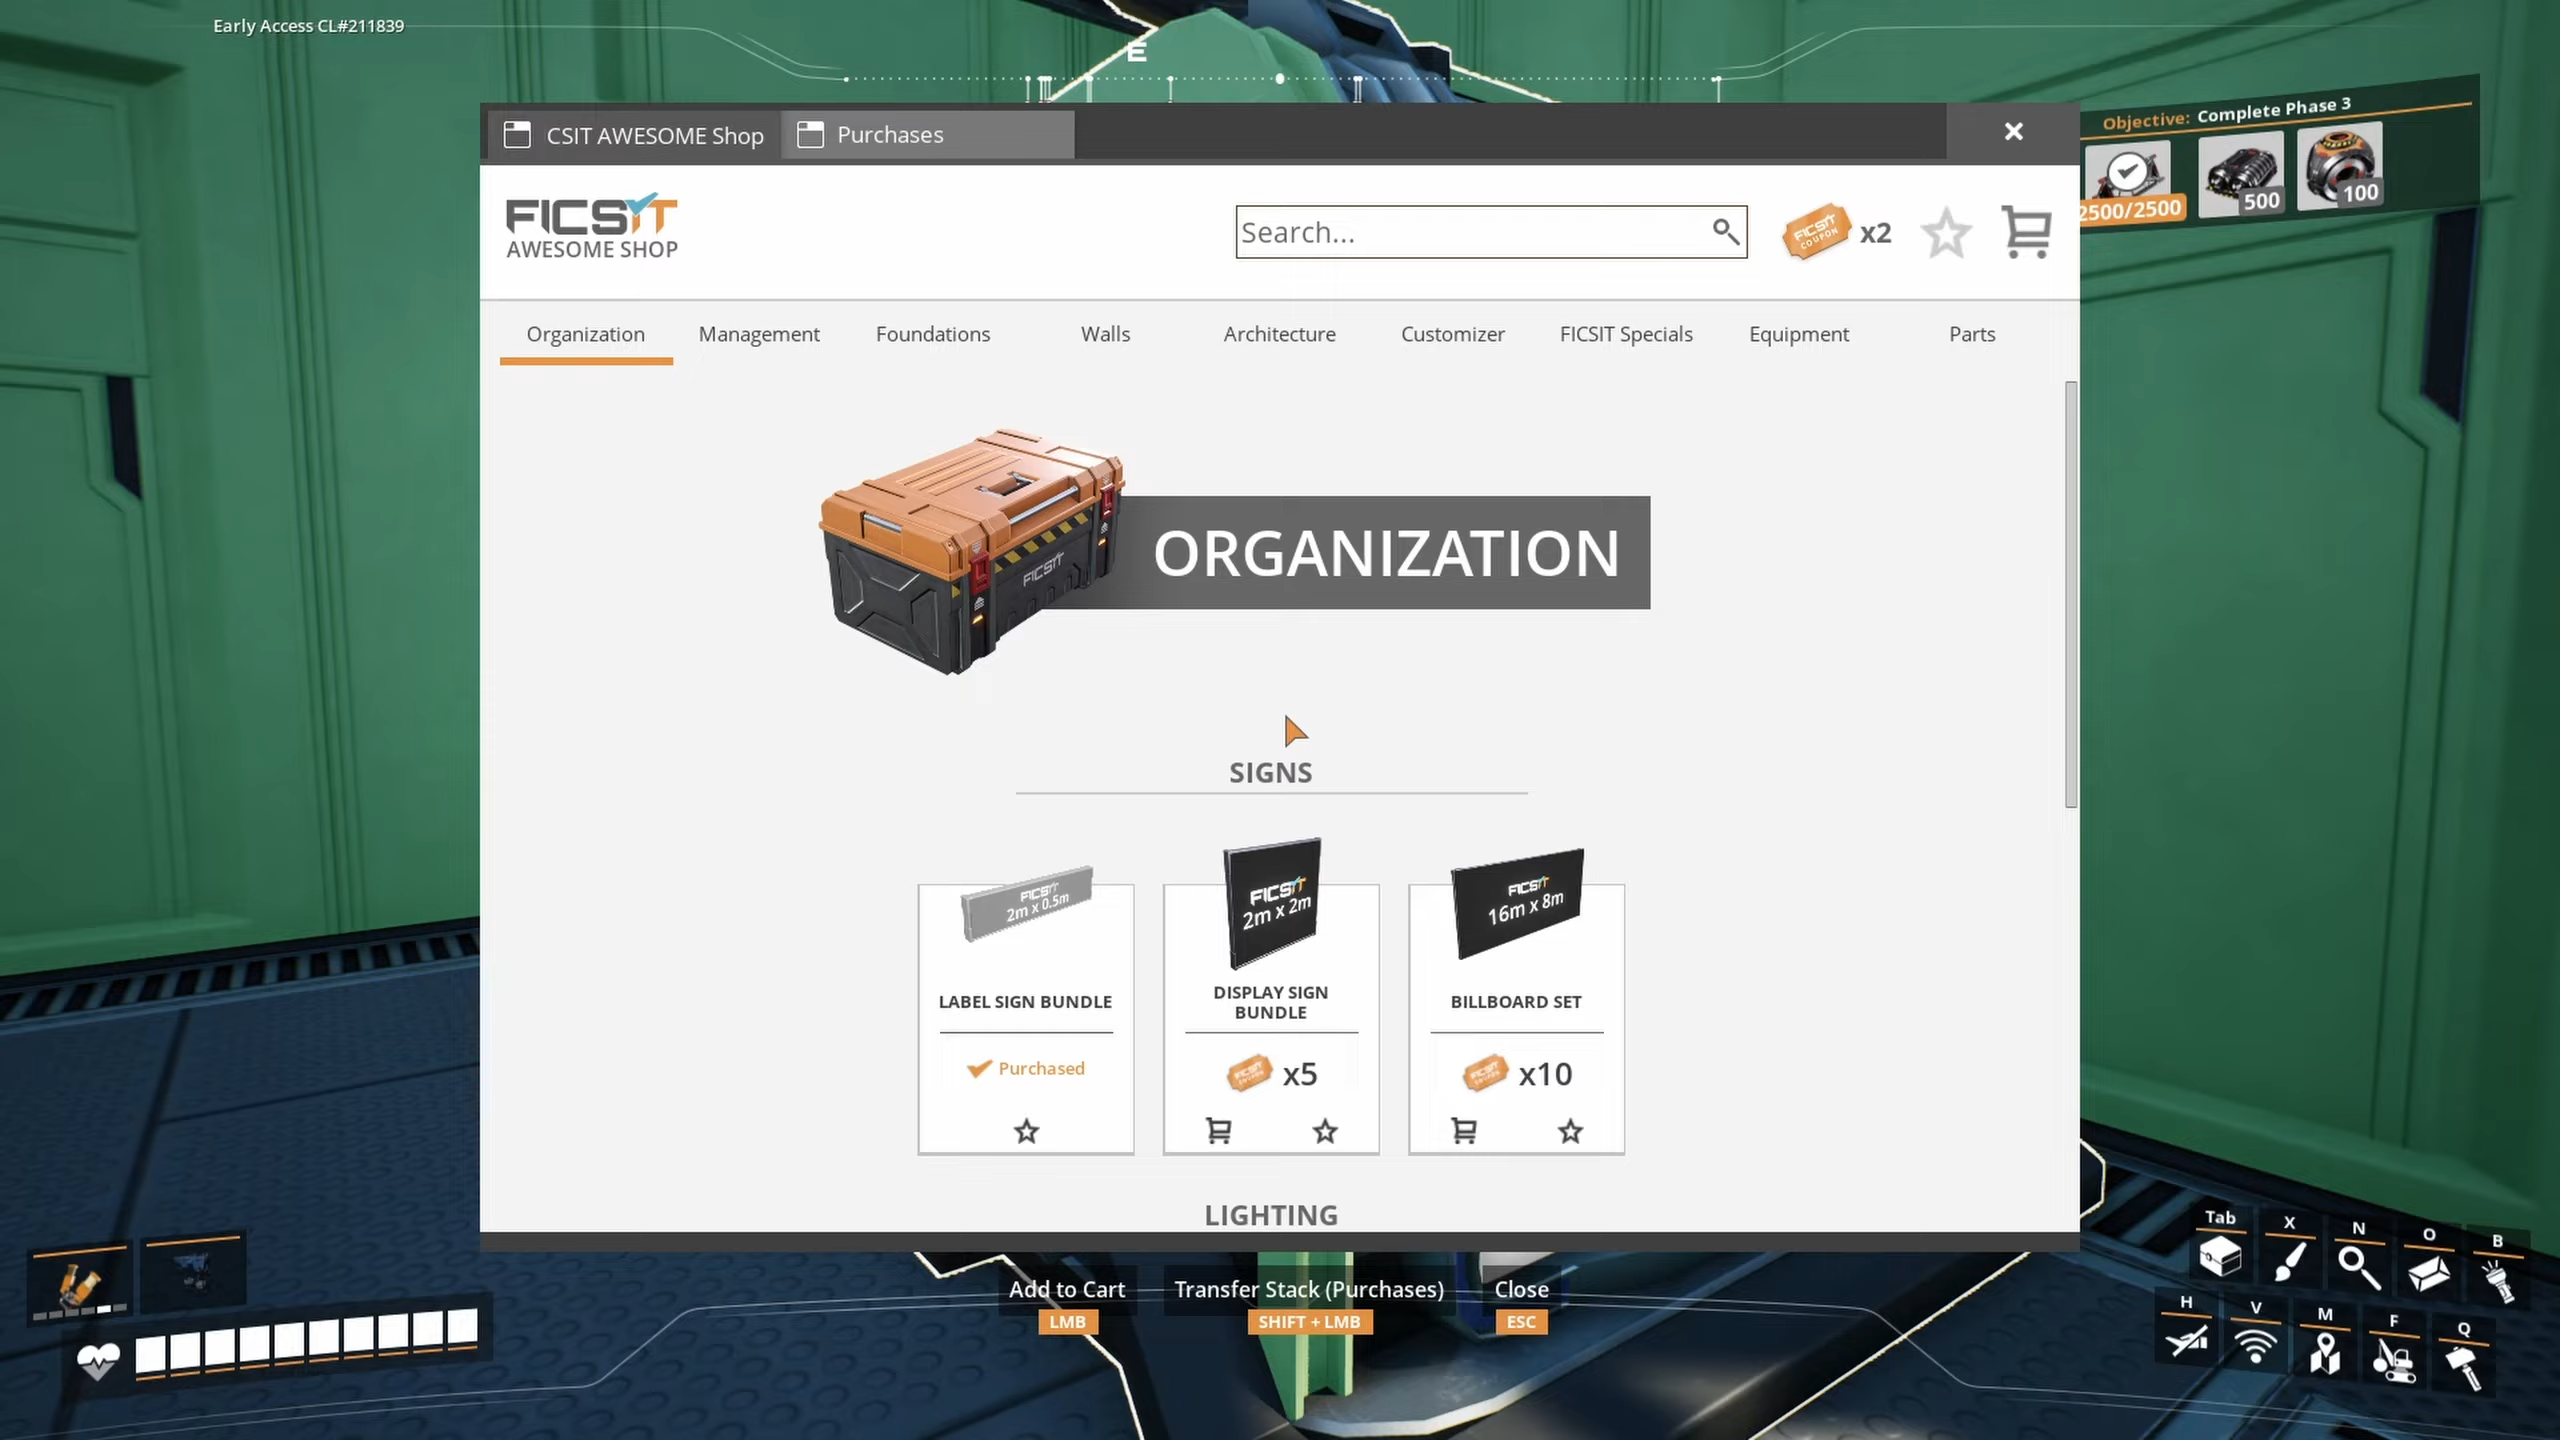 Early Access CL#211839
E
CSIT AWESOME Shop
Purchases
Objective: Complete Phase 3
2500/2500
500
100
FICSIT
AWESOME SHOP
Search...
FICSIT COUPON
x2
Organization
Management
Foundations
Walls
Architecture
Customizer
FICSIT Specials
Equipment
Parts
FICSIT
ORGANIZATION
SIGNS
FICSIT
2m x 0.5m
FICSIT
2m x 2m
FICSIT
16m x 8m
LABEL SIGN BUNDLE
DISPLAY SIGN
BUNDLE
BILLBOARD SET
Purchased
x5
x10
LIGHTING
Add to Cart
LMB
Transfer Stack (Purchases)
SHIFT + LMB
Close
ESC
Tab
X
N
O
B
H
V
M
F
Q